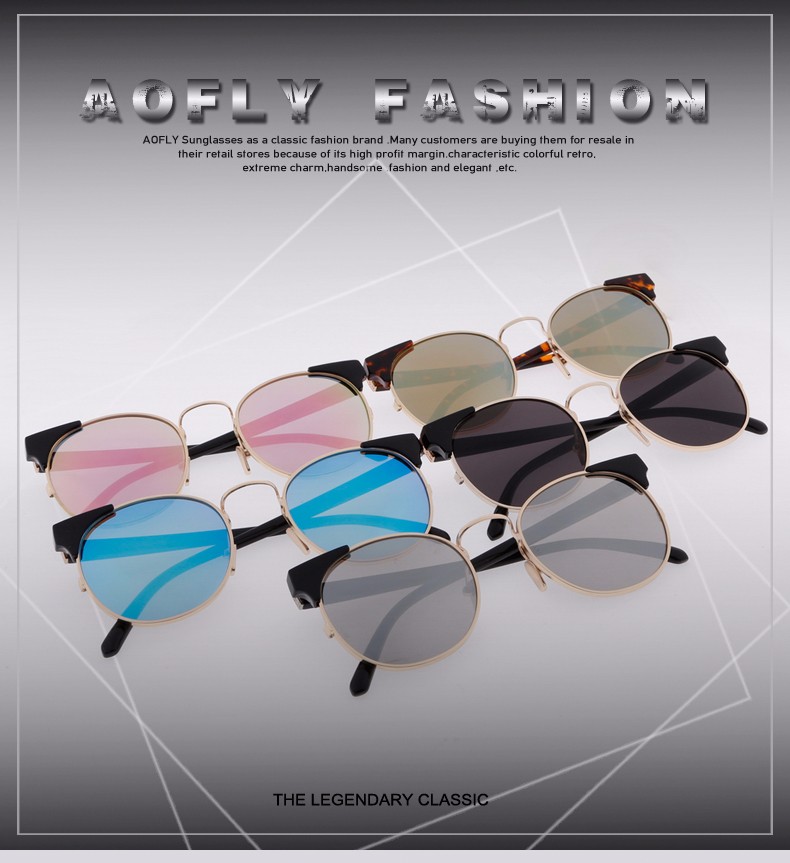 AOFLY FASHION
AOFLY Sunglasses as a classic fashion brand .Many customers are buying them for resale in
their retail stores because of its high profit margin.characteristic colorful retro,
extreme charm,handsome fashion and elegant ,etc.
THE LEGENDARY CLASSIC